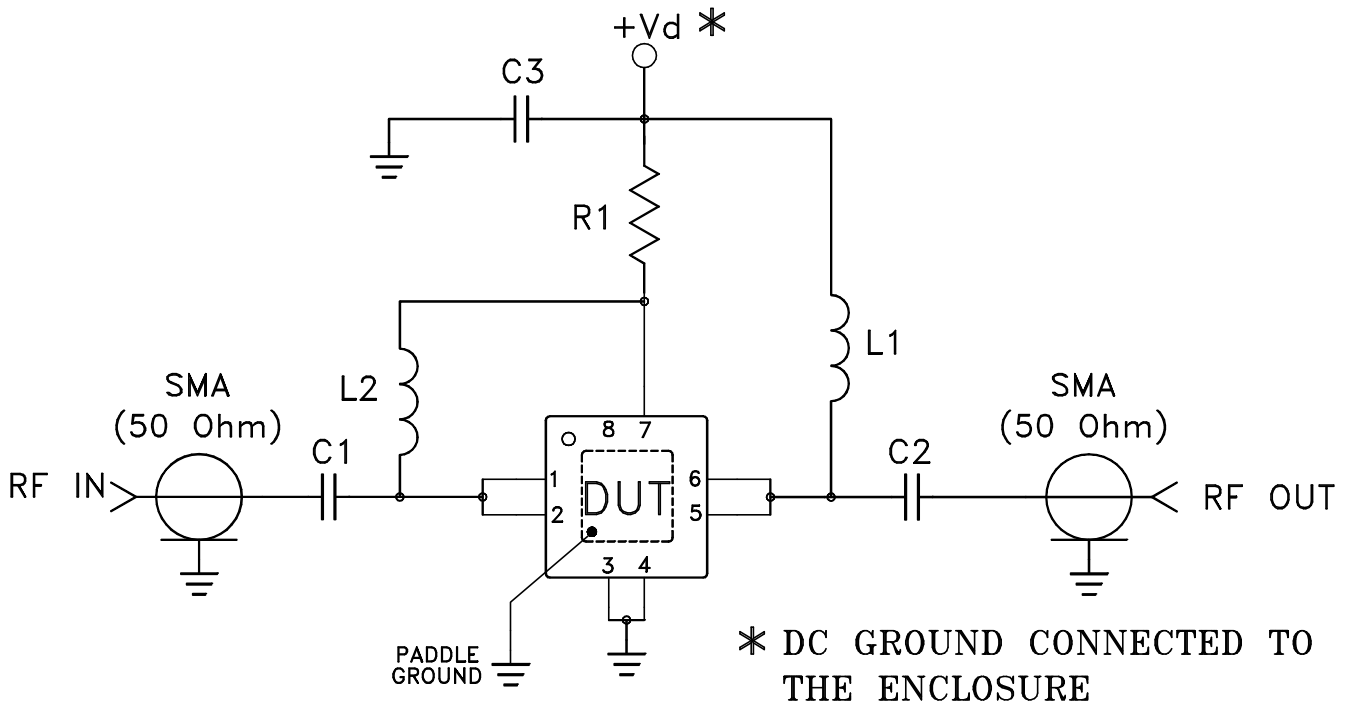 +Vd *
C3
R1
L1
L2
SMA
(50 Ohm)
SMA
(50 Ohm)
C1
C2
RF IN
RF OUT
8 7
1
2
6
5
DUT
3 4
PADDLE
GROUND
* DC GROUND CONNECTED TO
THE ENCLOSURE